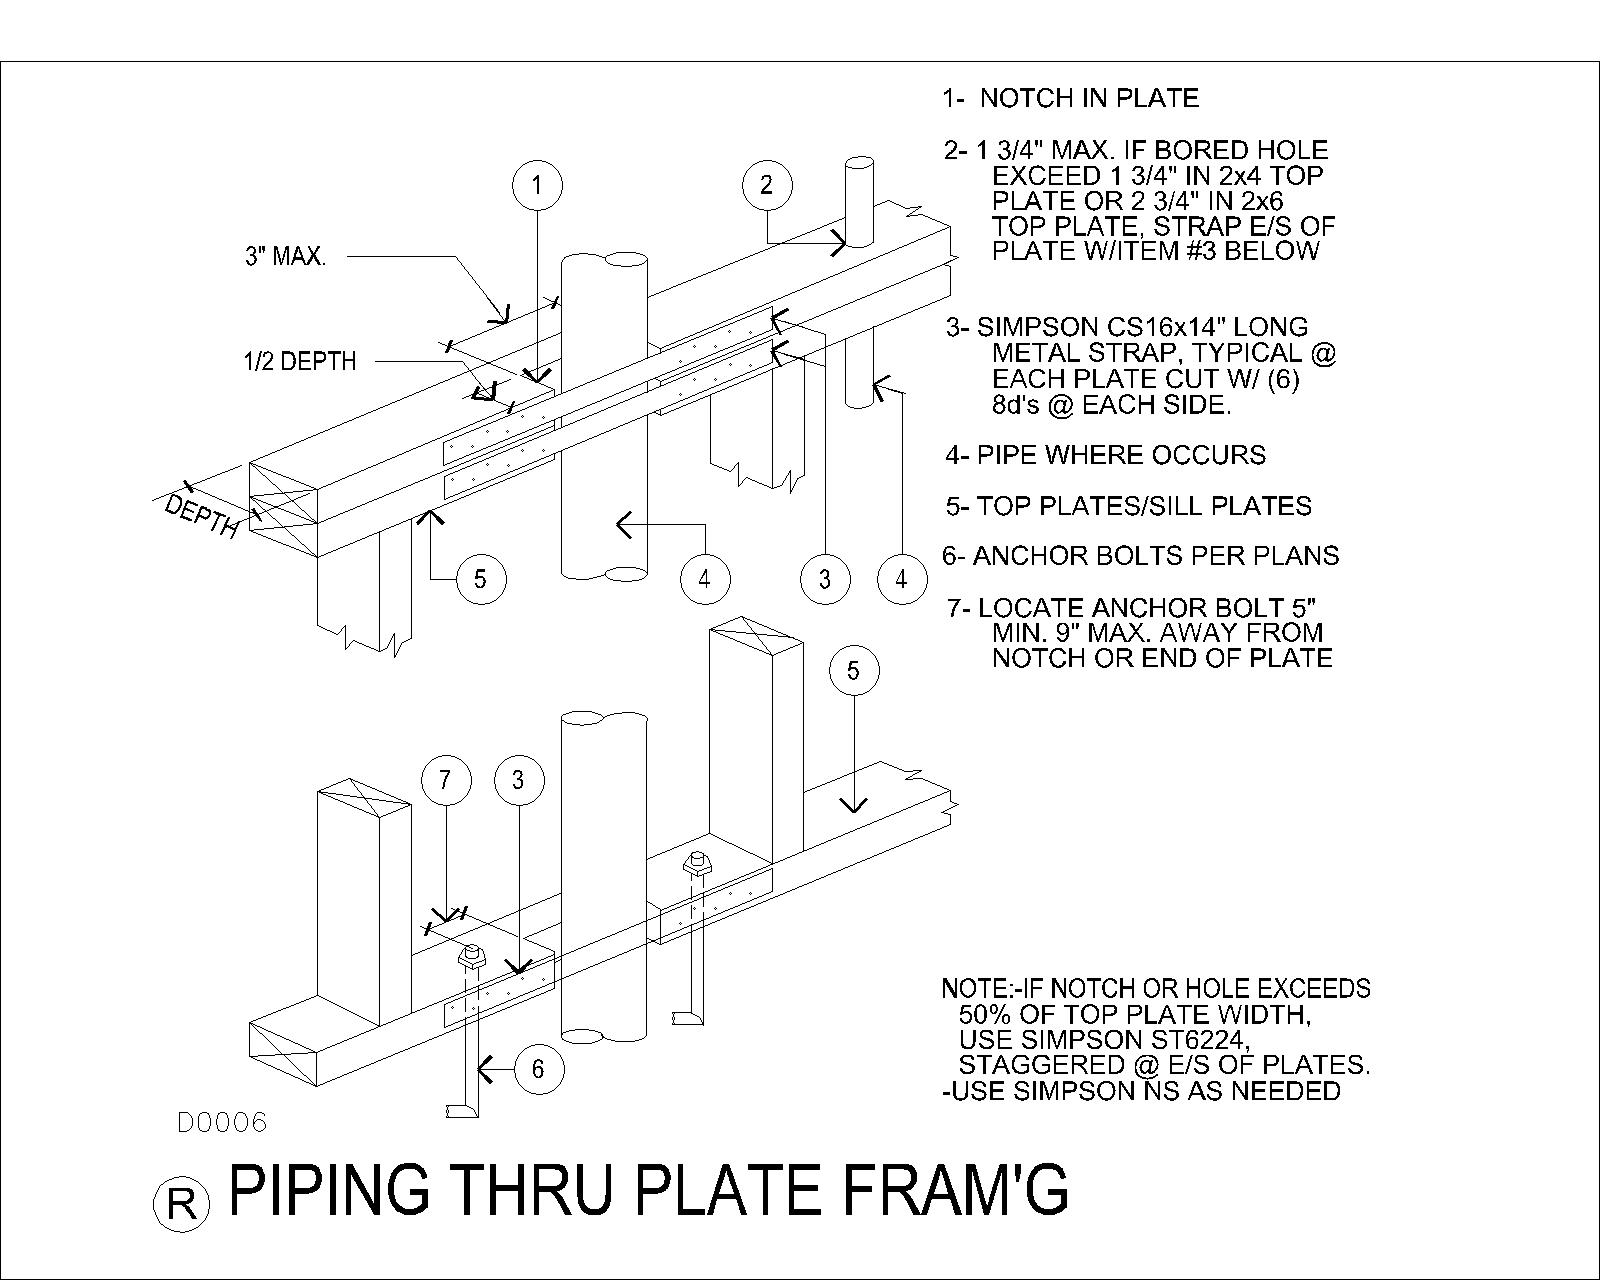 1- NOTCH IN PLATE
2- 1 3/4" MAX. IF BORED HOLE
EXCEED 1 3/4" IN 2x4 TOP
PLATE OR 2 3/4" IN 2x6
TOP PLATE, STRAP E/S OF
PLATE W/ITEM #3 BELOW
3- SIMPSON CS16x14" LONG
METAL STRAP, TYPICAL @
EACH PLATE CUT W/ (6)
8d's @ EACH SIDE.
4- PIPE WHERE OCCURS
5- TOP PLATES/SILL PLATES
6- ANCHOR BOLTS PER PLANS
7- LOCATE ANCHOR BOLT 5"
MIN. 9" MAX. AWAY FROM
NOTCH OR END OF PLATE
1
2
3" MAX.
1/2 DEPTH
DEPTH
5
4
3
4
5
7
3
6
NOTE:-IF NOTCH OR HOLE EXCEEDS
50% OF TOP PLATE WIDTH,
USE SIMPSON ST6224,
STAGGERED @ E/S OF PLATES.
-USE SIMPSON NS AS NEEDED
D0006
R PIPING THRU PLATE FRAM'G